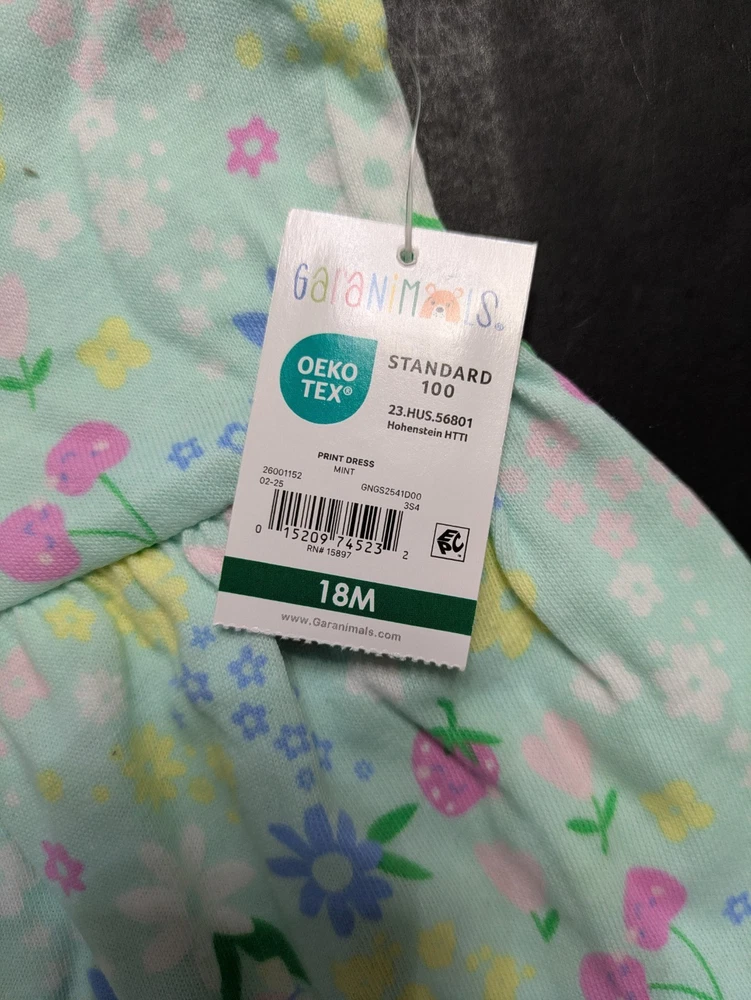 GaraNIMALS®
OEKO
TEX®
STANDARD
100
23.HUS.56801
Hohenstein HTTI
PRINT DRESS
MINT
26001152
02-25
GNGS2541D00
3S4
0 15209 74523 2
RN# 15897
EPC
18M
www.Garanimals.com